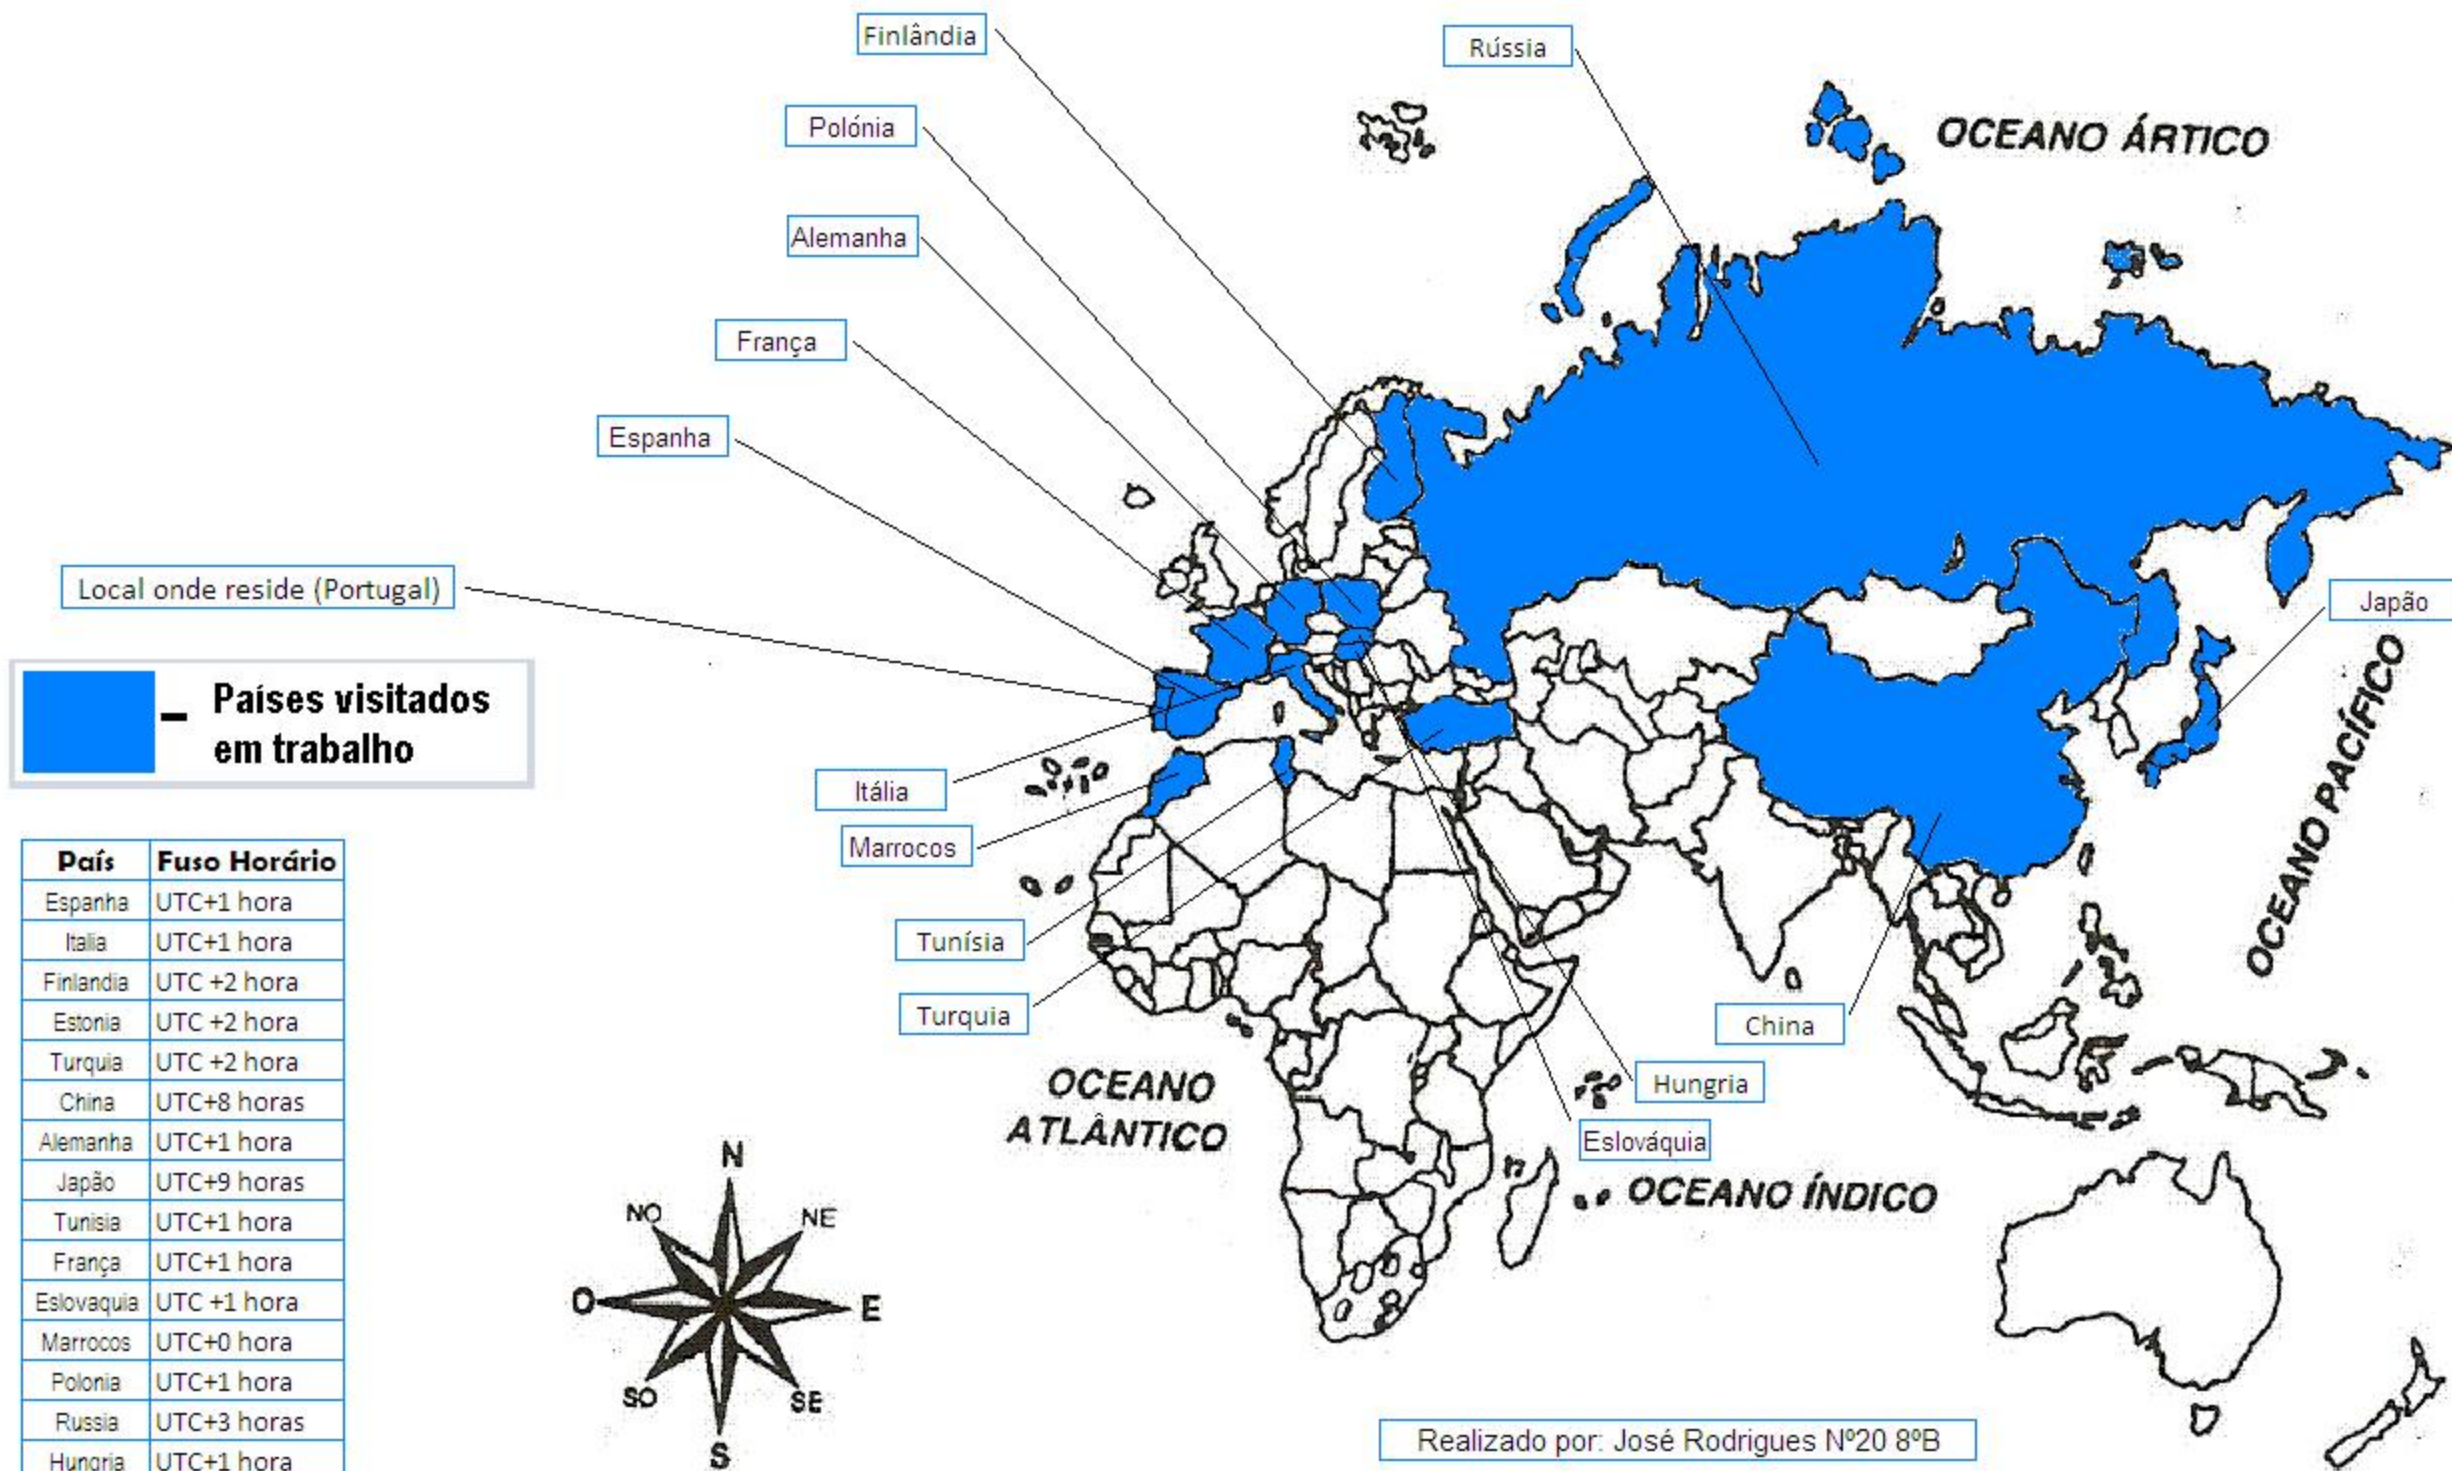 Finlândia
Rússia
Polónia
OCEANO ÁRTICO
Alemanha
França
Espanha
Local onde reside (Portugal)
Japão
Países visitados
em trabalho
Itália
Marrocos
OCEANO PACÍFICO
Tunísia
Turquia
China
Hungria
Eslováquia
OCEANO
ATLÂNTICO
OCEANO ÍNDICO
País Fuso Horário
Espanha UTC+1 hora
Italia UTC+1 hora
Finlandia UTC +2 hora
Estonia UTC +2 hora
Turquia UTC +2 hora
China UTC+8 horas
Alemanha UTC+1 hora
Japão UTC+9 horas
Tunisia UTC+1 hora
França UTC+1 hora
Eslovaquia UTC +1 hora
Marrocos UTC+0 hora
Polonia UTC+1 hora
Russia UTC+3 horas
Hungria UTC+1 hora
N
NO NE
O E
SO SE
S
Realizado por: José Rodrigues Nº20 8ºB